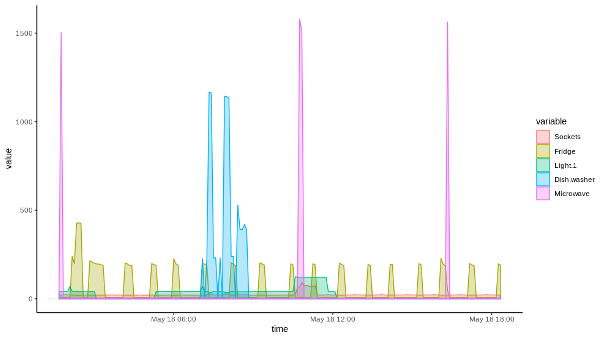 1500
1000
500
0
value
May 18 06:00
May 18 12:00
May 18 18:00
time
variable
Sockets
Fridge
Light.1
Dish.washer
Microwave